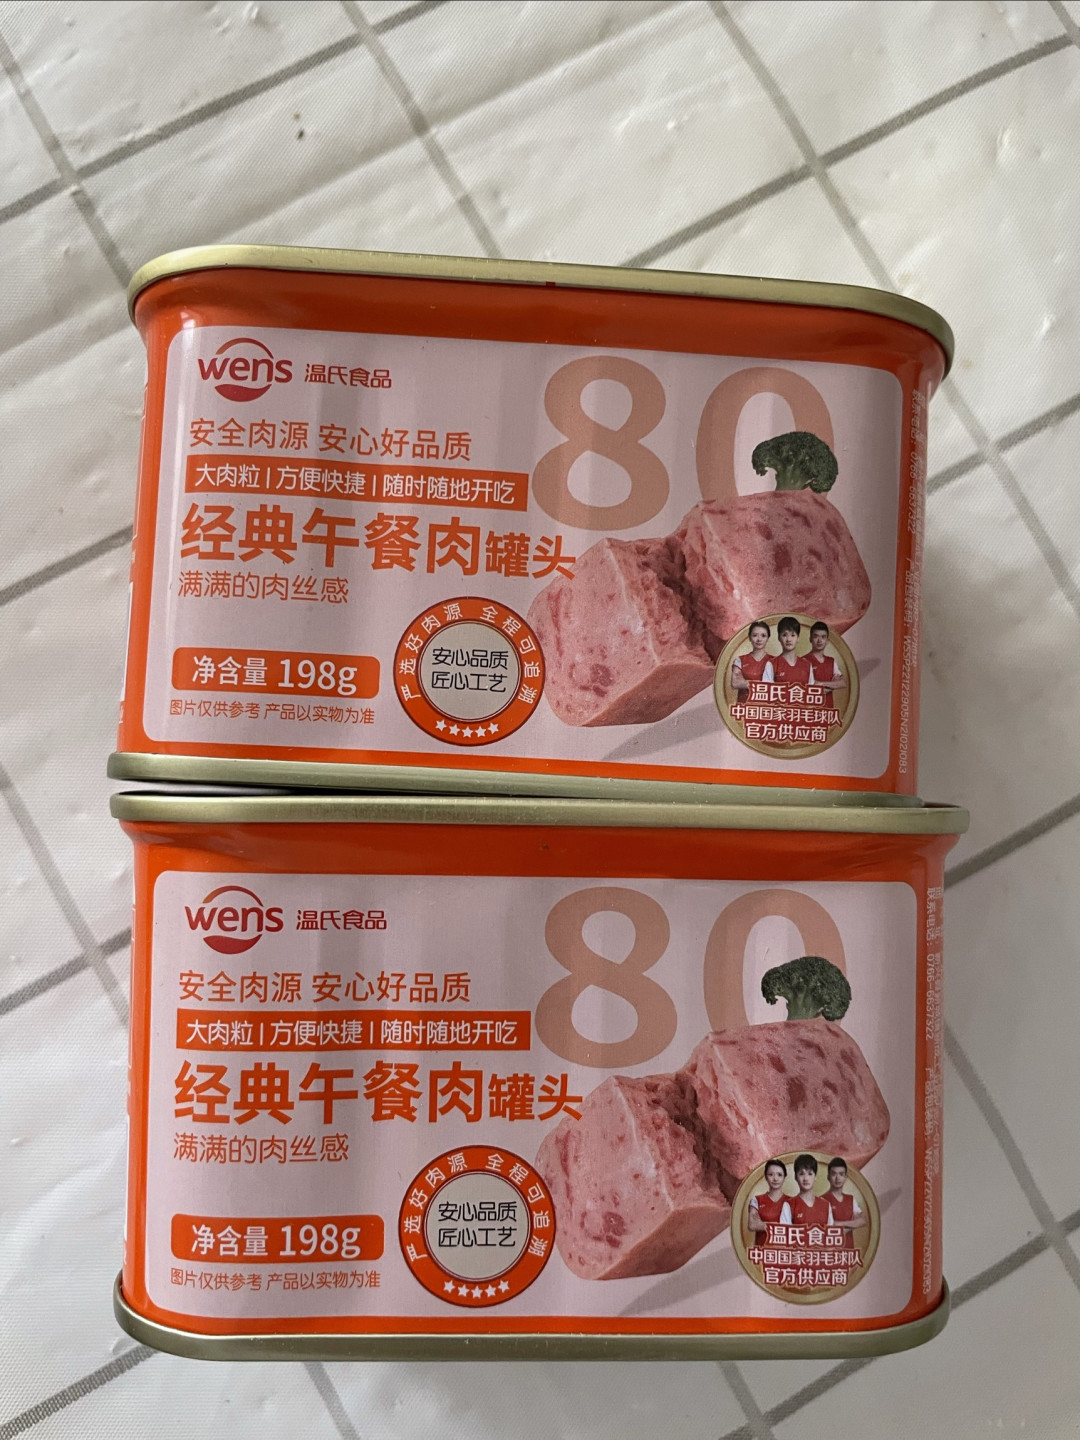 wens 温氏食品
80
安全肉源 安心好品质
大肉粒 | 方便快捷 | 随时随地开吃
经典午餐肉罐头
满满的肉丝感
净含量 198g
图片仅供参考 产品以实物为准
严选好肉源 全程可追溯
安心品质
匠心工艺
温氏食品
中国国家羽毛球队
官方供应商
wens 温氏食品
80
安全肉源 安心好品质
大肉粒 | 方便快捷 | 随时随地开吃
经典午餐肉罐头
满满的肉丝感
净含量 198g
图片仅供参考 产品以实物为准
严选好肉源 全程可追溯
安心品质
匠心工艺
温氏食品
中国国家羽毛球队
官方供应商
联系电话：0766-6637922